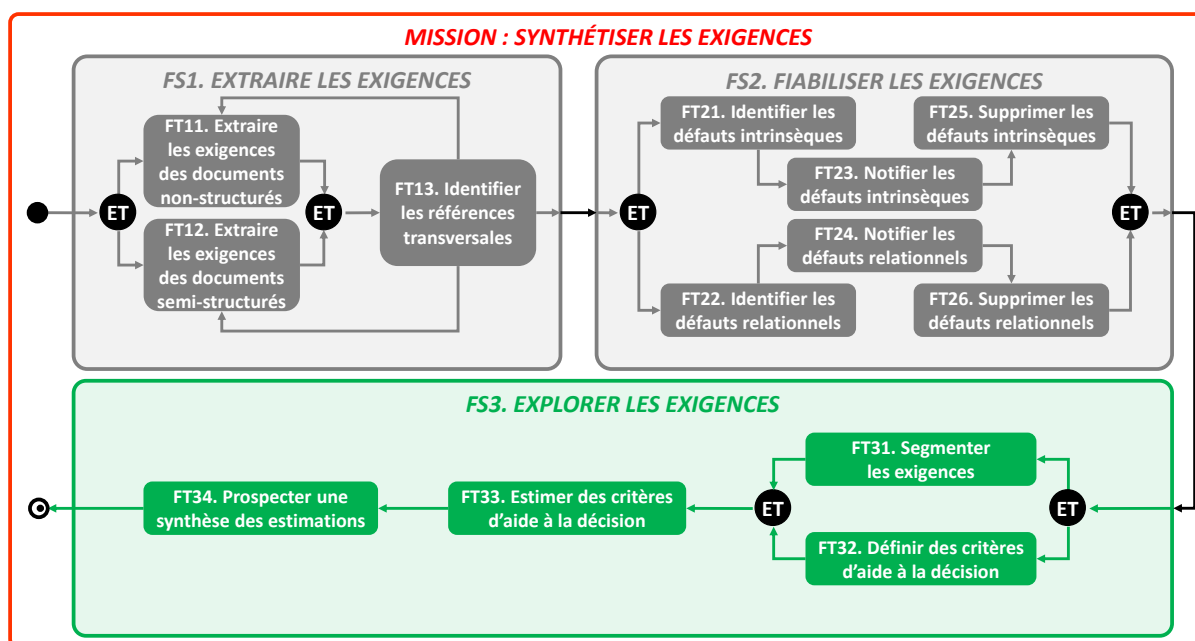 MISSION : SYNTHÉTISER LES EXIGENCES
FS1. EXTRAIRE LES EXIGENCES
FT11. Extraire
les exigences
des documents
non-structurés
ET
ET
FT12. Extraire
les exigences
des documents
semi-structurés
FT13. Identifier
les références
transversales
FS2. FIABILISER LES EXIGENCES
FT21. Identifier les
défauts intrinsèques
FT25. Supprimer les
défauts intrinsèques
FT23. Notifier les
défauts intrinsèques
ET
ET
FT24. Notifier les
défauts relationnels
FT22. Identifier les
défauts relationnels
FT26. Supprimer les
défauts relationnels
FS3. EXPLORER LES EXIGENCES
FT31. Segmenter
les exigences
FT34. Prospecter une
synthèse des estimations
FT33. Estimer des critères
d’aide à la décision
ET
ET
FT32. Définir des critères
d’aide à la décision